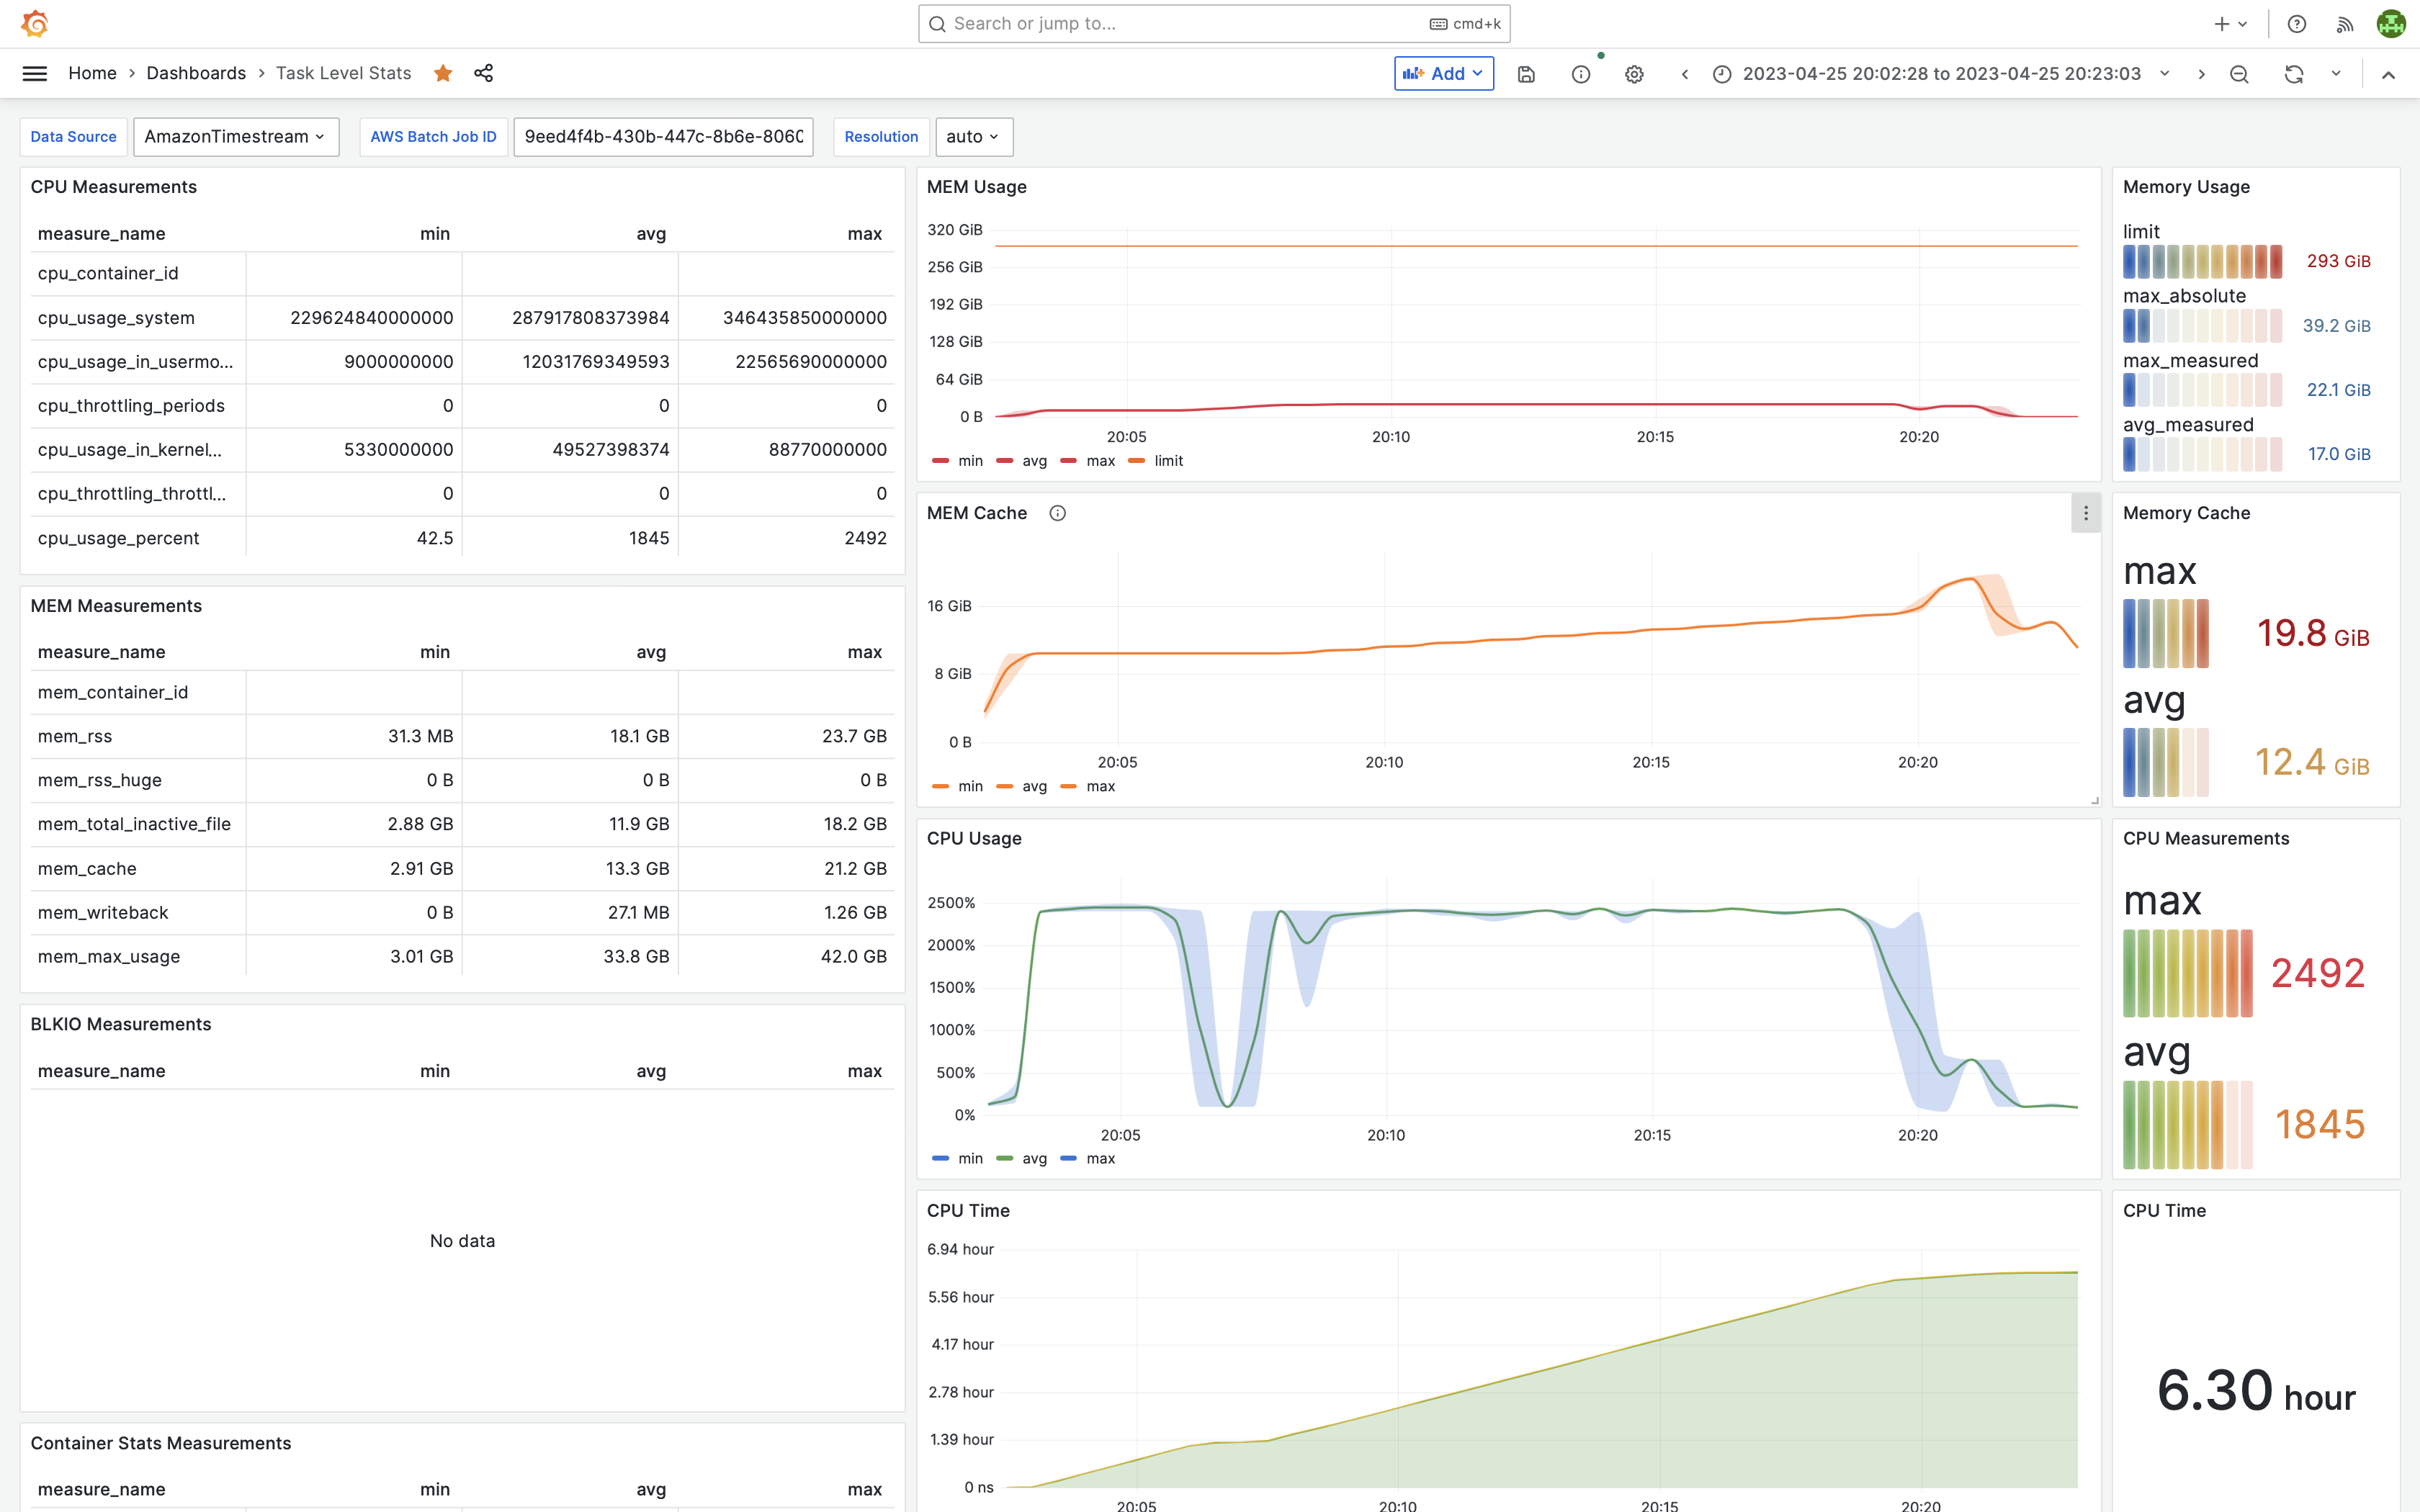 Search or jump to...
cmd+k
Home
Dashboards
Task Level Stats
Add
2023-04-25 20:02:28 to 2023-04-25 20:23:03
Data Source
AmazonTimestream
AWS Batch Job ID
9eed4f4b-430b-447c-8b6e-806
Resolution
auto
CPU Measurements
measure_name min avg max
cpu_container_id
cpu_usage_system 229624840000000 287917808373984 346435850000000
cpu_usage_in_usermo... 9000000000 12031769349593 22565690000000
cpu_throttling_periods 0 0 0
cpu_usage_in_kernel... 5330000000 49527398374 88770000000
cpu_throttling_throttl... 0 0 0
cpu_usage_percent 42.5 1845 2492
MEM Measurements
measure_name min avg max
mem_container_id
mem_rss 31.3 MB 18.1 GB 23.7 GB
mem_rss_huge 0 B 0 B 0 B
mem_total_inactive_file 2.88 GB 11.9 GB 18.2 GB
mem_cache 2.91 GB 13.3 GB 21.2 GB
mem_writeback 0 B 27.1 MB 1.26 GB
mem_max_usage 3.01 GB 33.8 GB 42.0 GB
BLKIO Measurements
measure_name min avg max
No data
Container Stats Measurements
measure_name min avg max
MEM Usage
320 GiB
256 GiB
192 GiB
128 GiB
64 GiB
0 B
20:05 20:10 20:15 20:20
min avg max limit
MEM Cache
16 GiB
8 GiB
0 B
20:05 20:10 20:15 20:20
min avg max
CPU Usage
2500%
2000%
1500%
1000%
500%
0%
20:05 20:10 20:15 20:20
min avg max
CPU Time
6.94 hour
5.56 hour
4.17 hour
2.78 hour
1.39 hour
0 ns
20:05 20:10 20:15 20:20
Memory Usage
limit
293 GiB
max_absolute
39.2 GiB
max_measured
22.1 GiB
avg_measured
17.0 GiB
Memory Cache
max
19.8 GiB
avg
12.4 GiB
CPU Measurements
max
2492
avg
1845
CPU Time
6.30 hour